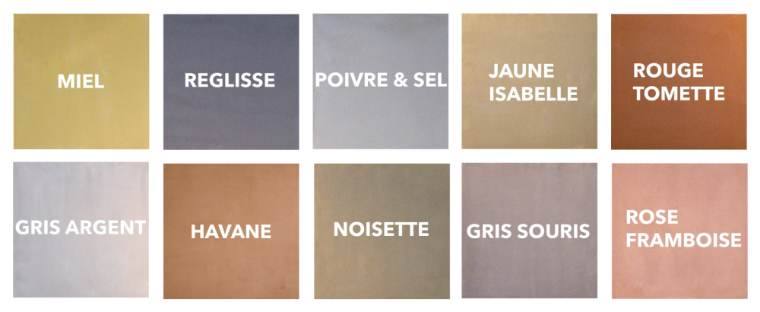 MIEL
REGLISSE
POIVRE & SEL
JAUNE
ISABELLE
ROUGE
TOMETTE
GRIS ARGENT
HAVANE
NOISETTE
GRIS SOURIS
ROSE
FRAMBOISE